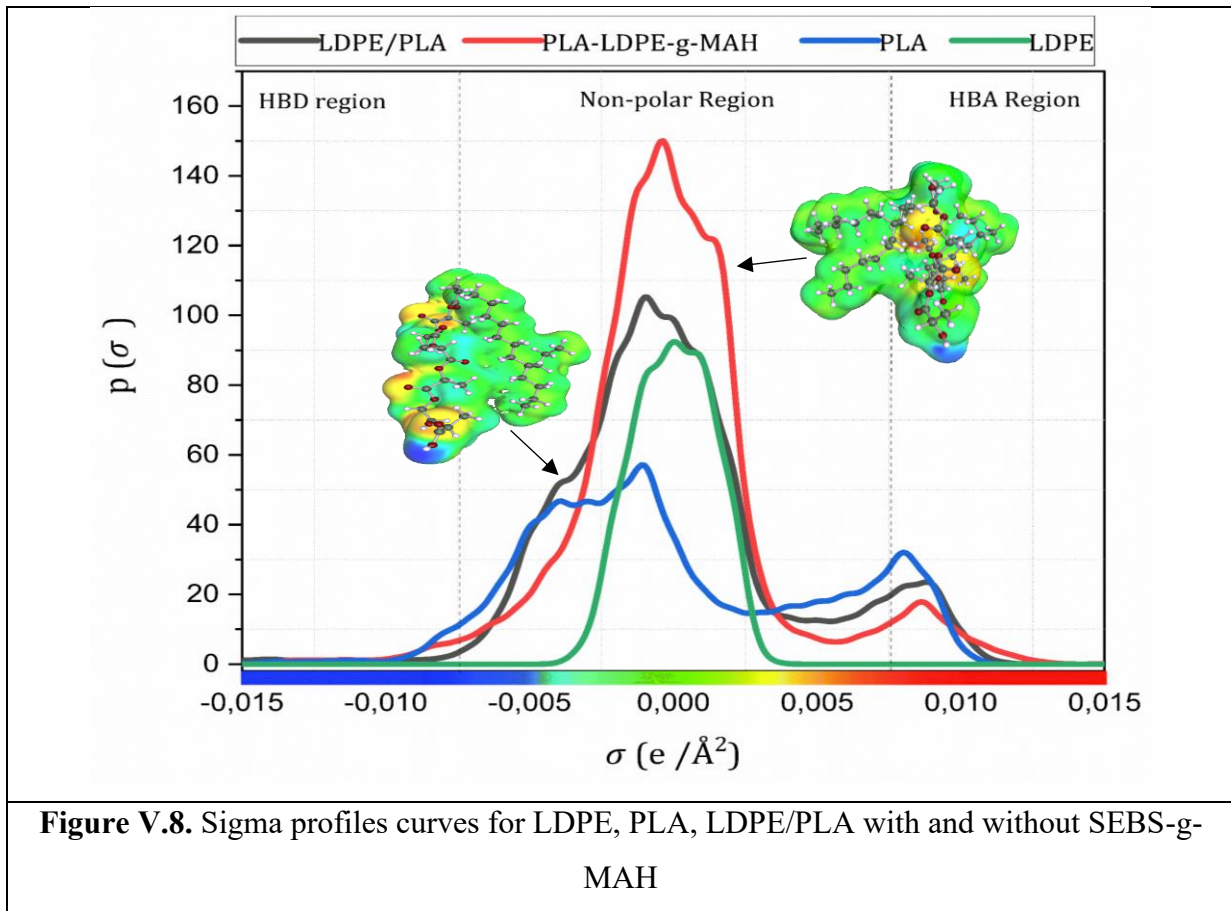 LDPE/PLA PLA-LDPE-g-MAH PLA LDPE
HBD region Non-polar Region HBA Region
160
140
120
100
80
60
40
20
0
p(σ)
-0,015 -0,010 -0,005 0,000 0,005 0,010 0,015
σ (e /Å²)
Figure V.8. Sigma profiles curves for LDPE, PLA, LDPE/PLA with and without SEBS-g-
MAH